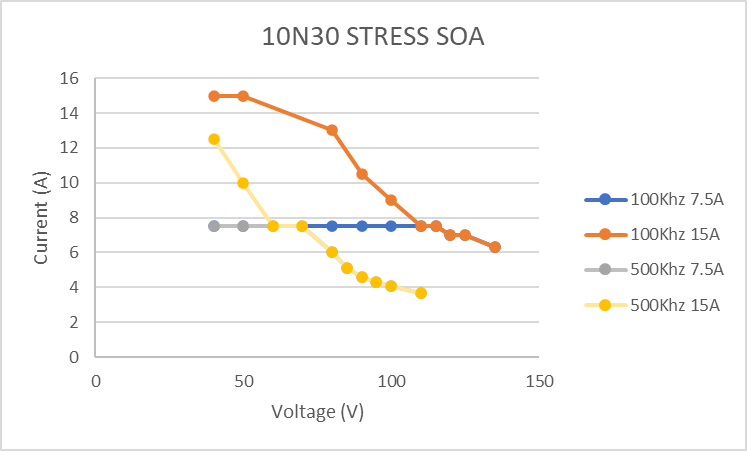 10N30 STRESS SOA
16
14
12
10
8
6
4
2
0
Current (A)
0 50 100 150
Voltage (V)
100Khz 7.5A
100Khz 15A
500Khz 7.5A
500Khz 15A